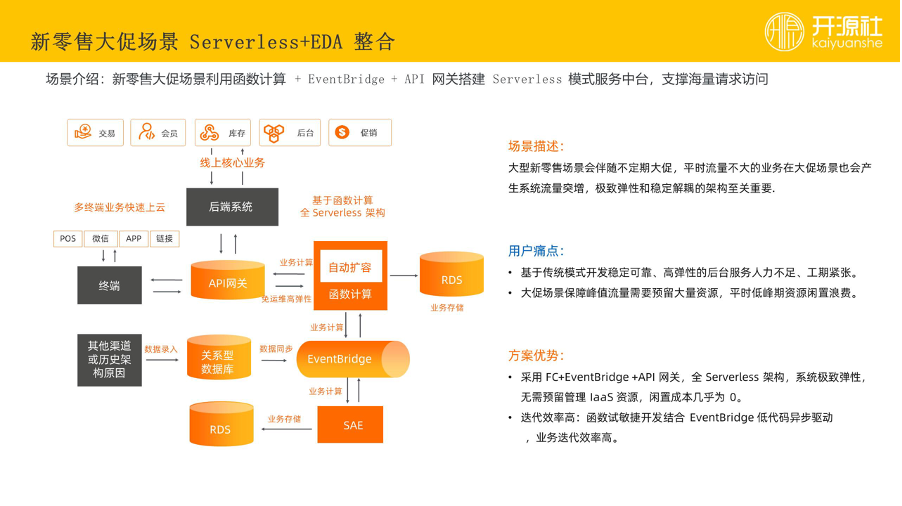 新零售大促场景 Serverless+EDA 整合
开源社
kaiyuanshe
场景介绍：新零售大促场景利用函数计算 + EventBridge + API 网关搭建 Serverless 模式服务中台，支撑海量请求访问
交易
会员
库存
后台
促销
线上核心业务
多终端业务快速上云
后端系统
基于函数计算
全 Serverless 架构
POS
微信
APP
链接
终端
API网关
业务计算
免运维高弹性
自动扩容
函数计算
RDS
业务存储
业务计算
其他渠道
或历史架
构原因
数据录入
关系型
数据库
数据同步
EventBridge
业务计算
RDS
业务存储
SAE
场景描述：
大型新零售场景会伴随不定期大促，平时流量不大的业务在大促场景也会产
生系统流量突增，极致弹性和稳定解耦的架构至关重要.
用户痛点：
• 基于传统模式开发稳定可靠、高弹性的后台服务人力不足、工期紧张。
• 大促场景保障峰值流量需要预留大量资源，平时低峰期资源闲置浪费。
方案优势：
• 采用 FC+EventBridge +API 网关，全 Serverless 架构，系统极致弹性，
无需预留管理 IaaS 资源，闲置成本几乎为 0。
• 迭代效率高：函数试敏捷开发结合 EventBridge 低代码异步驱动
，业务迭代效率高。